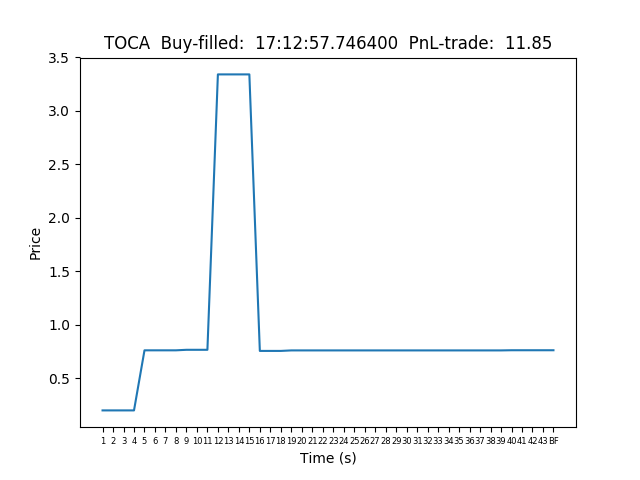 TOCA  Buy-filled:  17:12:57.746400  PnL-trade:  11.85
3.5
3.0
2.5
2.0
1.5
1.0
0.5
Price
1 2 3 4 5 6 7 8 9 10 11 12 13 14 15 16 17 18 19 20 21 22 23 24 25 26 27 28 29 30 31 32 33 34 35 36 37 38 39 40 41 42 43 BF
Time (s)